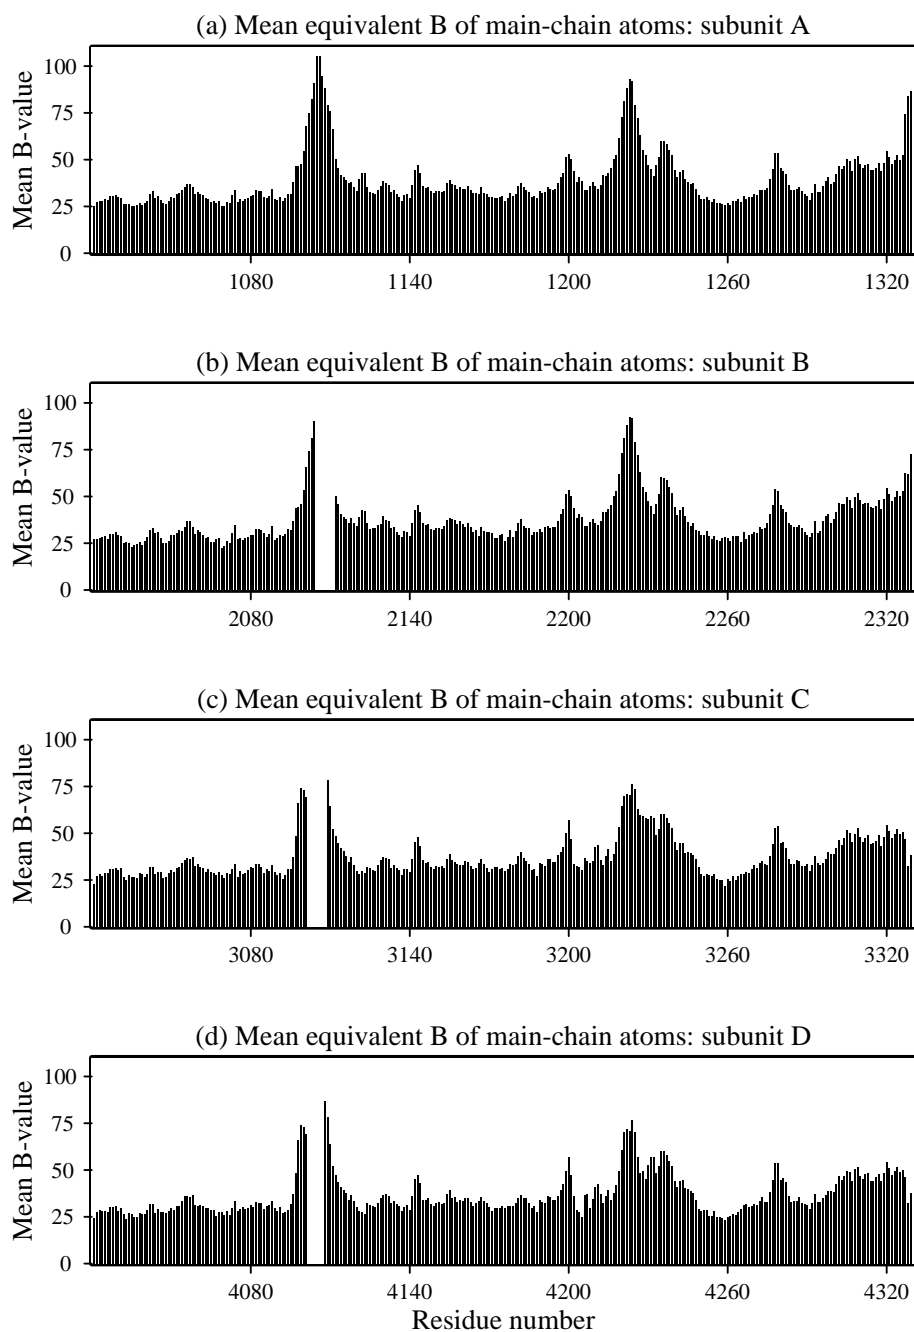 (a) Mean equivalent B of main-chain atoms: subunit A
Mean B-value
100
75
50
25
0
1080 1140 1200 1260 1320
(b) Mean equivalent B of main-chain atoms: subunit B
Mean B-value
100
75
50
25
0
2080 2140 2200 2260 2320
(c) Mean equivalent B of main-chain atoms: subunit C
Mean B-value
100
75
50
25
0
3080 3140 3200 3260 3320
(d) Mean equivalent B of main-chain atoms: subunit D
Mean B-value
100
75
50
25
0
4080 4140 4200 4260 4320
Residue number